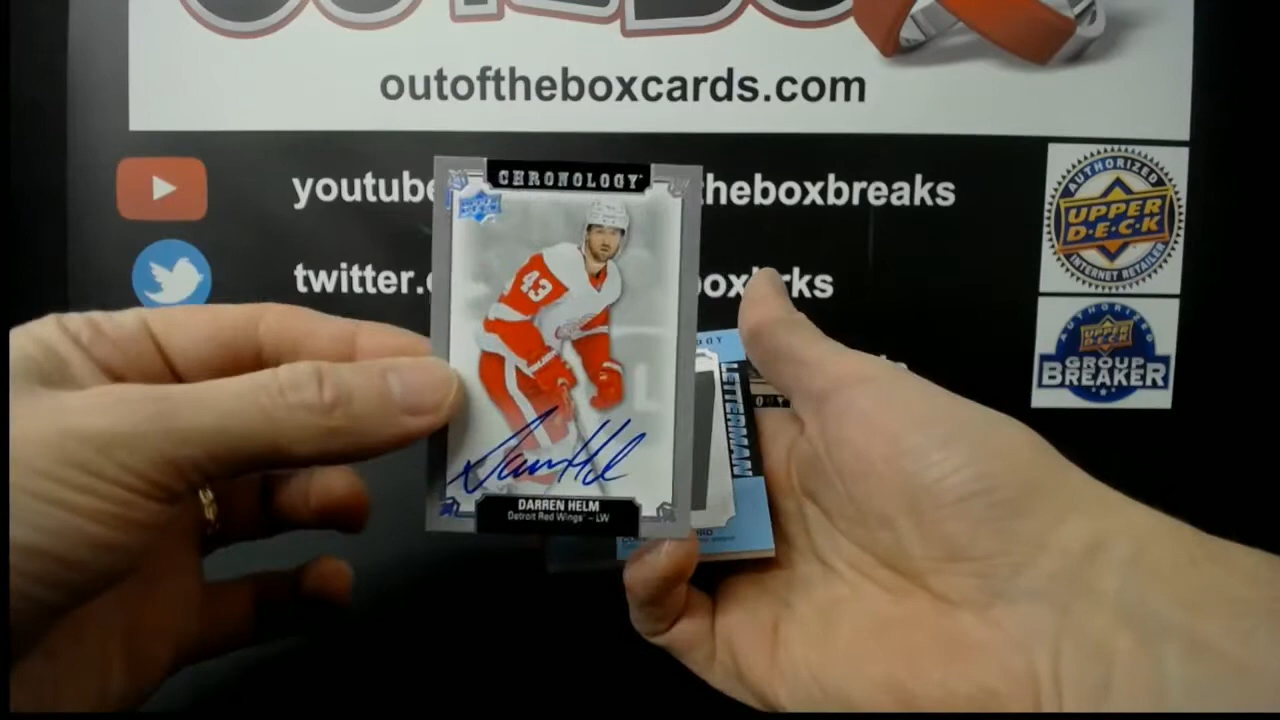 outoftheboxcards.com
youtube
theboxbreaks
twitter.
AUTHORIZED
UPPER
D·E·C·K
INTERNET RETAILER
AUTHORIZED
UPPER
DECK
GROUP
BREAKER
CHRONOLOGY
UPPER
DECK
43
LETTERMAN
DARREN HELM
Detroit Red Wings - LW